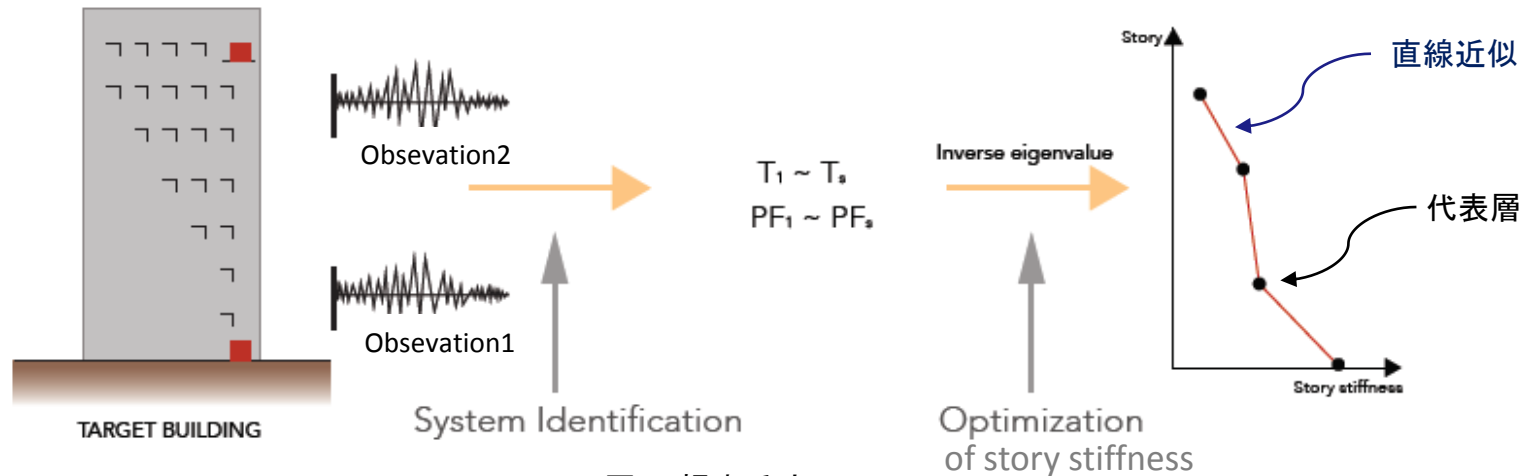 Obsevation2
Obsevation1
TARGET BUILDING
System Identification
T₁ ~ Tₛ
PF₁ ~ PFₛ
Inverse eigenvalue
Optimization
of story stiffness
Story
直線近似
代表層
Story stiffness